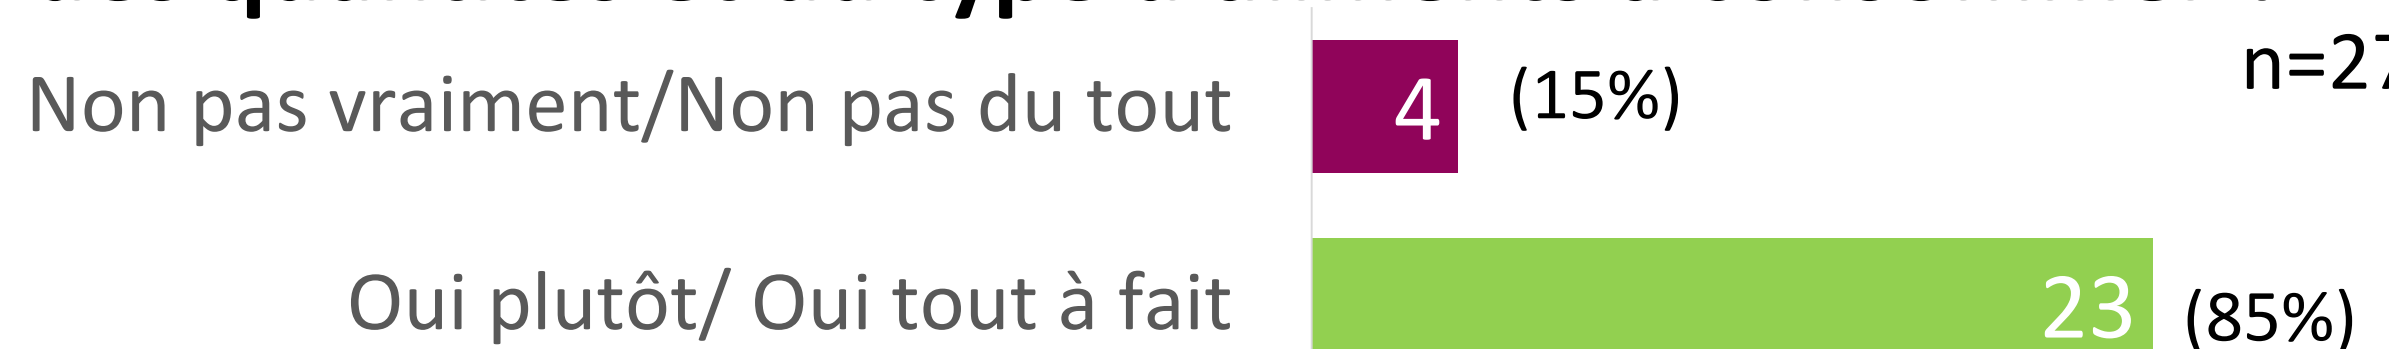 n=27
Non pas vraiment/Non pas du tout 4 (15%)
Oui plutôt/ Oui tout à fait 23 (85%)